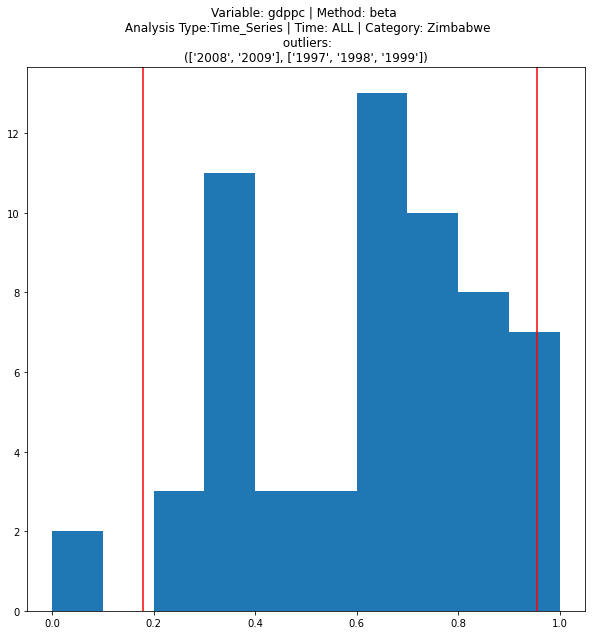 Variable: gdppc | Method: beta
Analysis Type:Time_Series | Time: ALL | Category: Zimbabwe
outliers:
(['2008', '2009'], ['1997', '1998', '1999'])
12
10
8
6
4
2
0
0.0 0.2 0.4 0.6 0.8 1.0